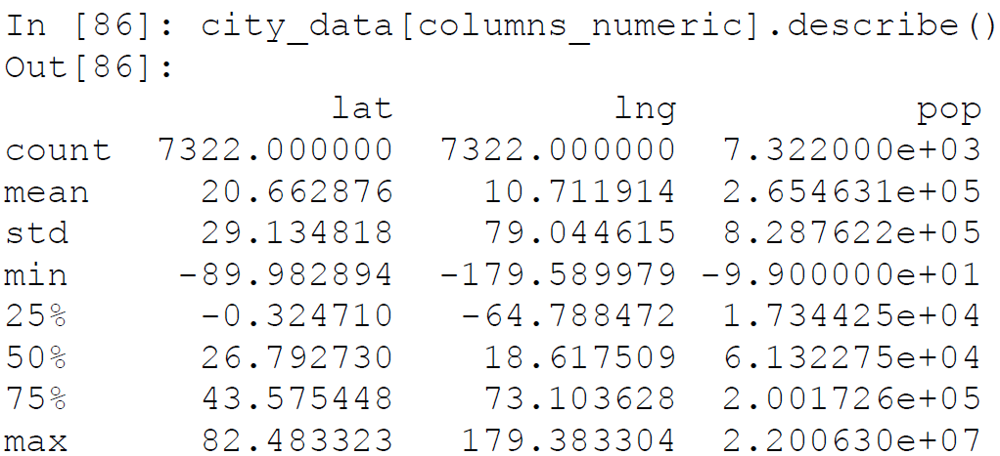 In [86]: city_data[columns_numeric].describe()
Out[86]:
lat lng pop
count 7322.000000 7322.000000 7.322000e+03
mean 20.662876 10.711914 2.654631e+05
std 29.134818 79.044615 8.287622e+05
min -89.982894 -179.589979 -9.900000e+01
25% -0.324710 -64.788472 1.734425e+04
50% 26.792730 18.617509 6.132275e+04
75% 43.575448 73.103628 2.001726e+05
max 82.483323 179.383304 2.200630e+07